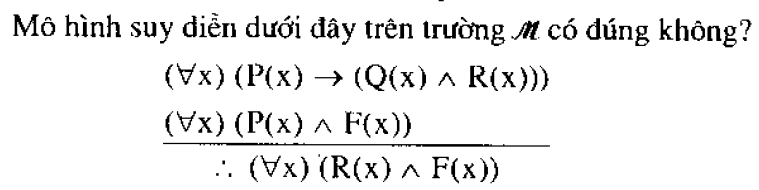 Mô hình suy diễn dưới đây trên trường 𝓜 có đúng không?
(∀x) (P(x) → (Q(x) ∧ R(x)))
(∀x) (P(x) ∧ F(x))
∴ (∀x) (R(x) ∧ F(x))